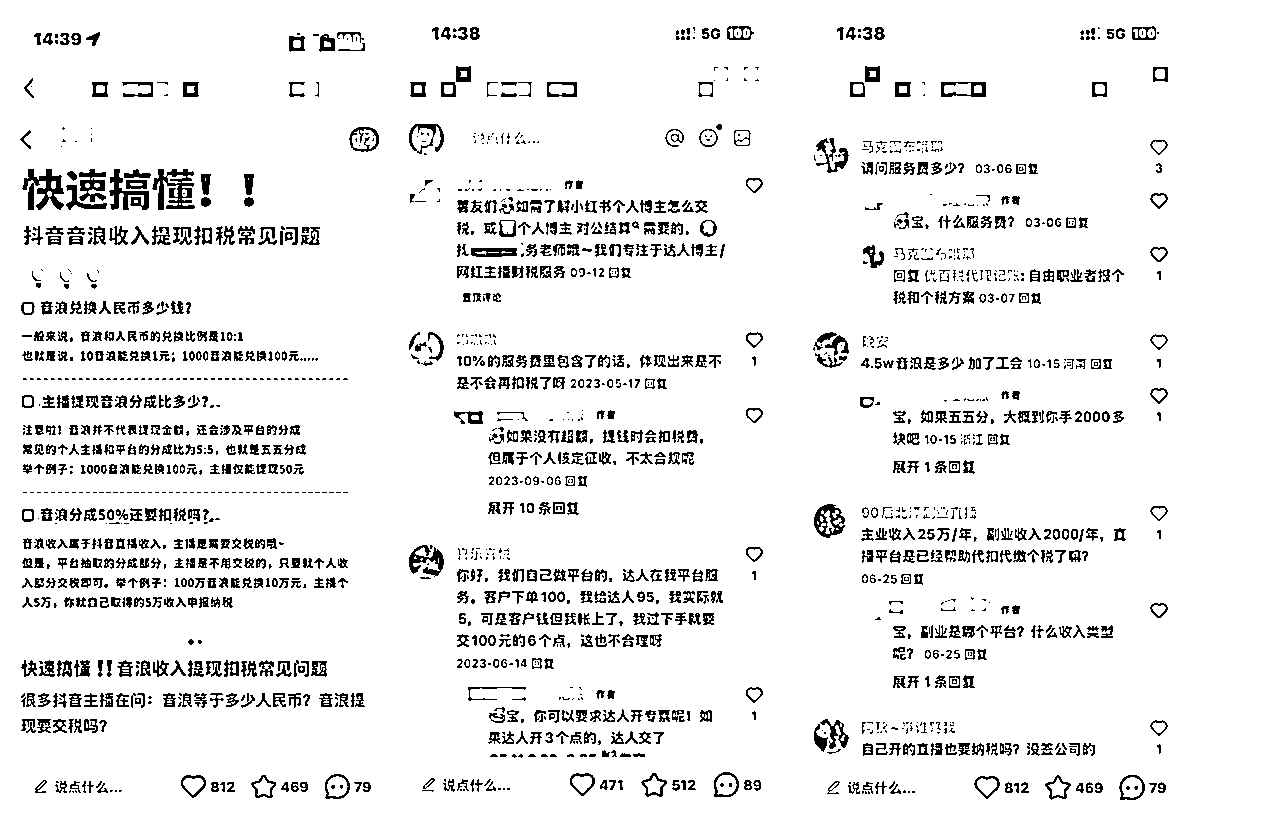 14:39
快速搞懂！！
抖音音浪收入提现扣税常见问题
音浪兑换人民币多少钱？
一般来说，音浪和人民币的兑换比例是10:1
也就是说，10音浪能兑换1元；1000音浪能兑换100元.....
主播提现音浪分成比多少？
注意啦！音浪并不代表提现金额，还会涉及平台的分成
常见的个人主播和平台的分成比为5:5，也就是五五分成
举个例子：1000音浪能兑换100元，主播仅能提现50元
音浪分成50%还要扣税吗？
音浪收入属于抖音直播收入，主播是需要交税的哦~
但是，平台抽取的分成部分，主播是不用交税的，只要就个人收
入部分交税即可。举个例子：100万音浪能兑换10万元，主播个
人5万，你就自己取得的5万收入申报纳税
快速搞懂‼音浪收入提现扣税常见问题
很多抖音主播在问：音浪等于多少人民币？音浪提
现要交税吗？
说点什么...
812
469
79
14:38
5G
100
说点什么...
作者
薯友们如需了解小红书个人博主怎么交
税，或个人博主 对公结算 需要的，
找 务老师哦~我们专注于达人博主/
网红主播财税服务 09-12 回复
置顶评论
1
10%的服务费里包含了的话，体现出来是不
是不会再扣税了呀 2023-05-17 回复
作者
如果没有超额，提钱时会扣税费，
但属于个人核定征收，不太合规呢
2023-09-06 回复
展开 10 条回复
你好，我们自己做平台的，达人在我平台服
1
务，客户下单100，我给达人95，我实际就
5，可是客户钱但我帐上了，我过下手就要
交100元的6个点，这也不合理呀
2023-06-14 回复
作者
宝，你可以要求达人开专票呢！如
1
果达人开3个点的，达人交了
说点什么...
471
512
89
14:38
5G
100
马克 布
请问服务费多少？ 03-06 回复
3
作者
宝，什么服务费？ 03-06 回复
马克 布
回复 代 税代理记账: 自由职业者报个
1
税和个税方案 03-07 回复
晚安
4.5w音浪是多少 加了工会 10-15 河南 回复
1
作者
宝，如果五五分，大概到你手2000多
1
块吧 10-15 浙江 回复
展开 1 条回复
90后 副业直播
主业收入25万/年，副业收入2000/年，直
1
播平台是已经帮助代扣代缴个税了嘛？
06-25 回复
作者
宝，副业是哪个平台？什么收入类型
呢？ 06-25 回复
展开 1 条回复
自己开的直播也要纳税吗？没签公司的
1
说点什么...
812
469
79